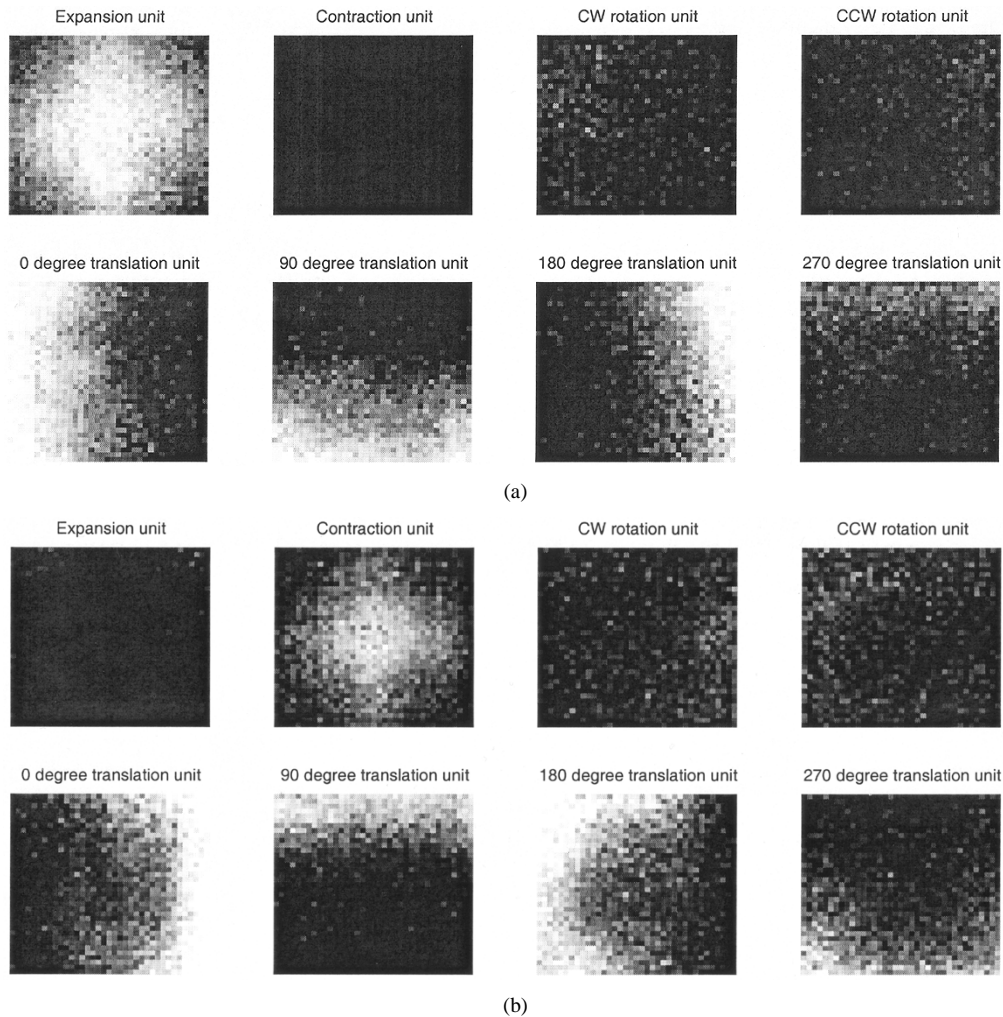 Expansion unit Contraction unit CW rotation unit CCW rotation unit
0 degree translation unit 90 degree translation unit 180 degree translation unit 270 degree translation unit
(a)
Expansion unit Contraction unit CW rotation unit CCW rotation unit
0 degree translation unit 90 degree translation unit 180 degree translation unit 270 degree translation unit
(b)